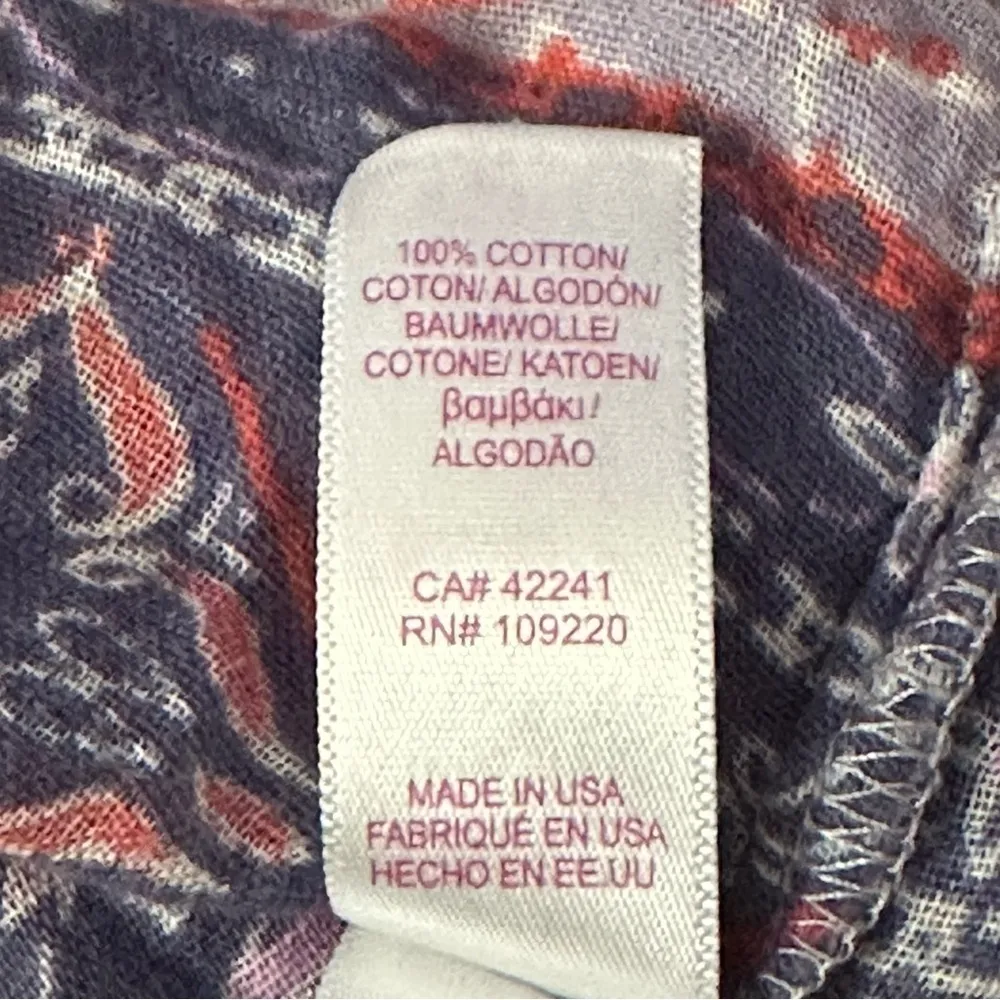 100% COTTON/
COTON/ ALGODÓN/
BAUMWOLLE/
COTONE/ KATOEN/
βαμβάκι/
ALGODÃO
CA# 42241
RN# 109220
MADE IN USA
FABRIQUÉ EN USA
HECHO EN EE.UU